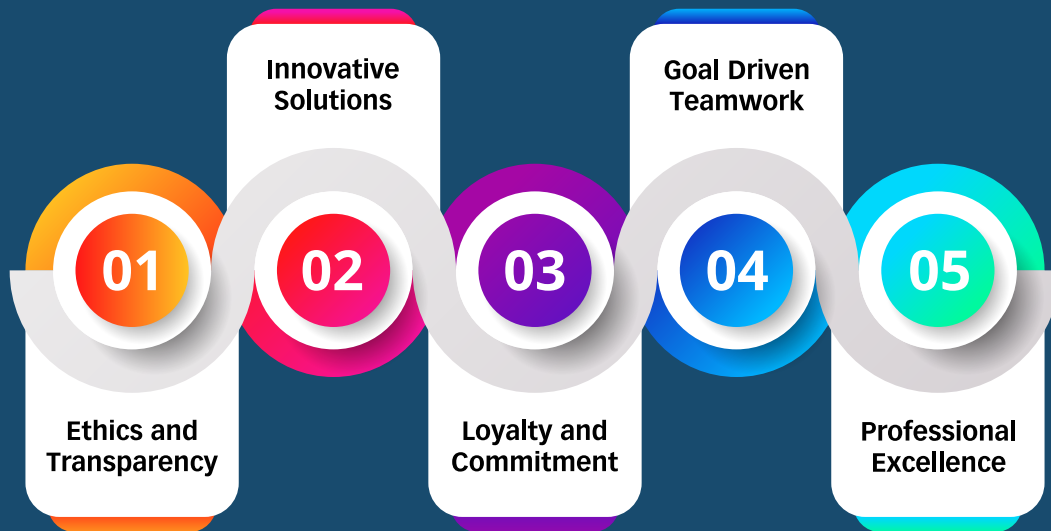 01
Ethics and
Transparency
02
Innovative
Solutions
03
Loyalty and
Commitment
04
Goal Driven
Teamwork
05
Professional
Excellence